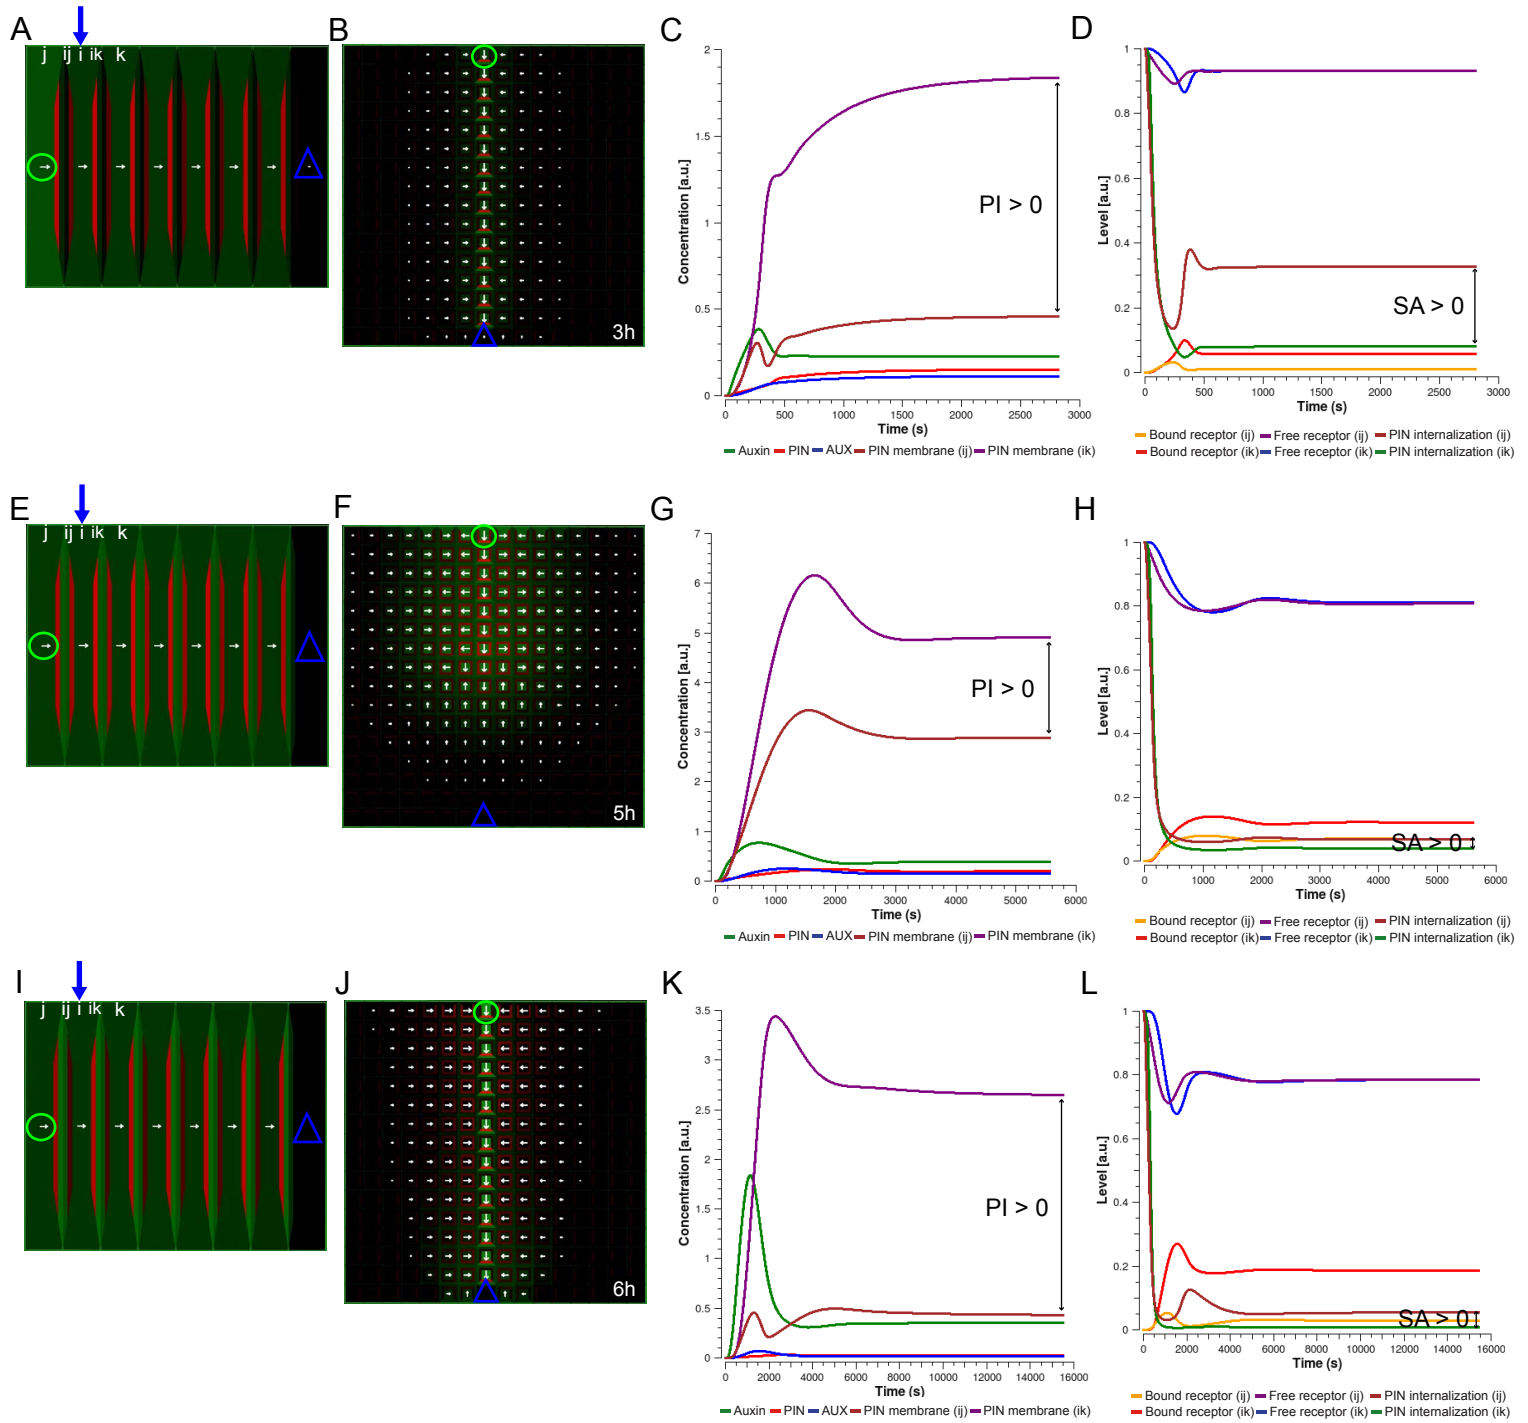 A
B
C
D
j ij i ik k
3h
2
1.5
1
0.5
0
Concentration [a.u.]
PI > 0
0 500 1000 1500 2000 2500 3000
Time (s)
Auxin PIN AUX PIN membrane (ij) PIN membrane (ik)
1
0.8
0.6
0.4
0.2
0
Level [a.u.]
SA > 0
0 500 1000 1500 2000 2500 3000
Time (s)
Bound receptor (ij) Free receptor (ij) PIN internalization (ij)
Bound receptor (ik) Free receptor (ik) PIN internalization (ik)
E
F
G
H
j ij i ik k
5h
7
6
5
4
3
2
1
0
Concentration [a.u.]
PI > 0
0 1000 2000 3000 4000 5000 6000
Time (s)
Auxin PIN AUX PIN membrane (ij) PIN membrane (ik)
1
0.8
0.6
0.4
0.2
0
Level [a.u.]
SA > 0
0 1000 2000 3000 4000 5000 6000
Time (s)
Bound receptor (ij) Free receptor (ij) PIN internalization (ij)
Bound receptor (ik) Free receptor (ik) PIN internalization (ik)
I
J
K
L
j ij i ik k
6h
3.5
3
2.5
2
1.5
1
0.5
0
Concentration [a.u.]
PI > 0
0 2000 4000 6000 8000 10000 12000 14000 16000
Time (s)
Auxin PIN AUX PIN membrane (ij) PIN membrane (ik)
1
0.8
0.6
0.4
0.2
0
Level [a.u.]
SA > 0
0 2000 4000 6000 8000 10000 12000 14000 16000
Time (s)
Bound receptor (ij) Free receptor (ij) PIN internalization (ij)
Bound receptor (ik) Free receptor (ik) PIN internalization (ik)